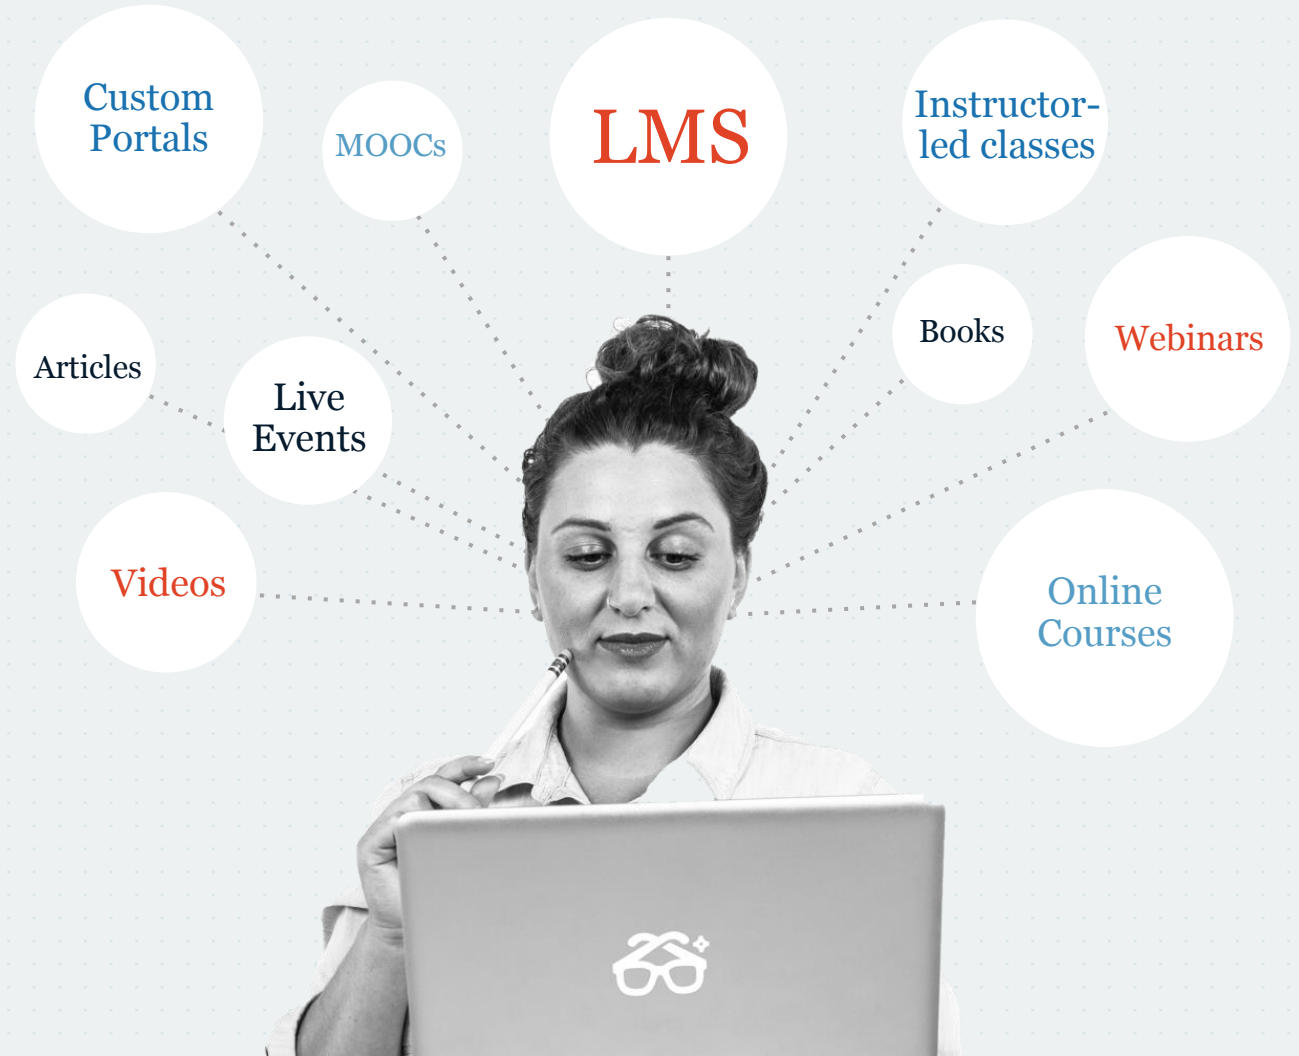 Custom
Portals
MOOCs
LMS
Instructor-
led classes
Articles
Live
Events
Books
Webinars
Videos
Online
Courses